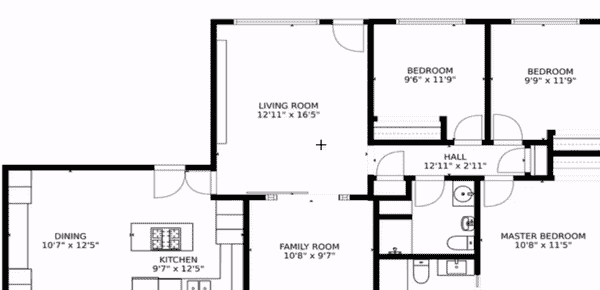 BEDROOM
9'6" x 11'9"
BEDROOM
9'9" x 11'9"
LIVING ROOM
12'11" x 16'5"
HALL
12'11" x 2'11"
DINING
10'7" x 12'5"
KITCHEN
9'7" x 12'5"
FAMILY ROOM
10'8" x 9'7"
MASTER BEDROOM
10'8" x 11'5"